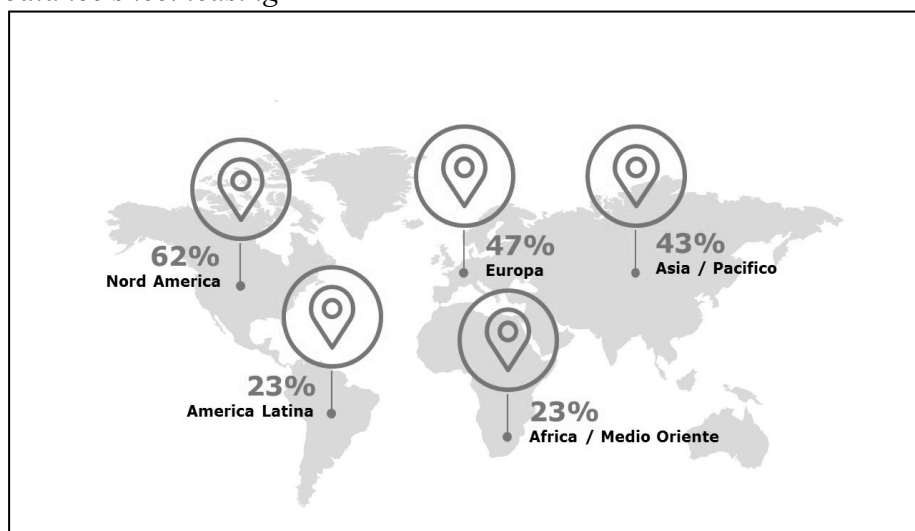 62%
Nord America
47%
Europa
43%
Asia / Pacifico
23%
America Latina
23%
Africa / Medio Oriente